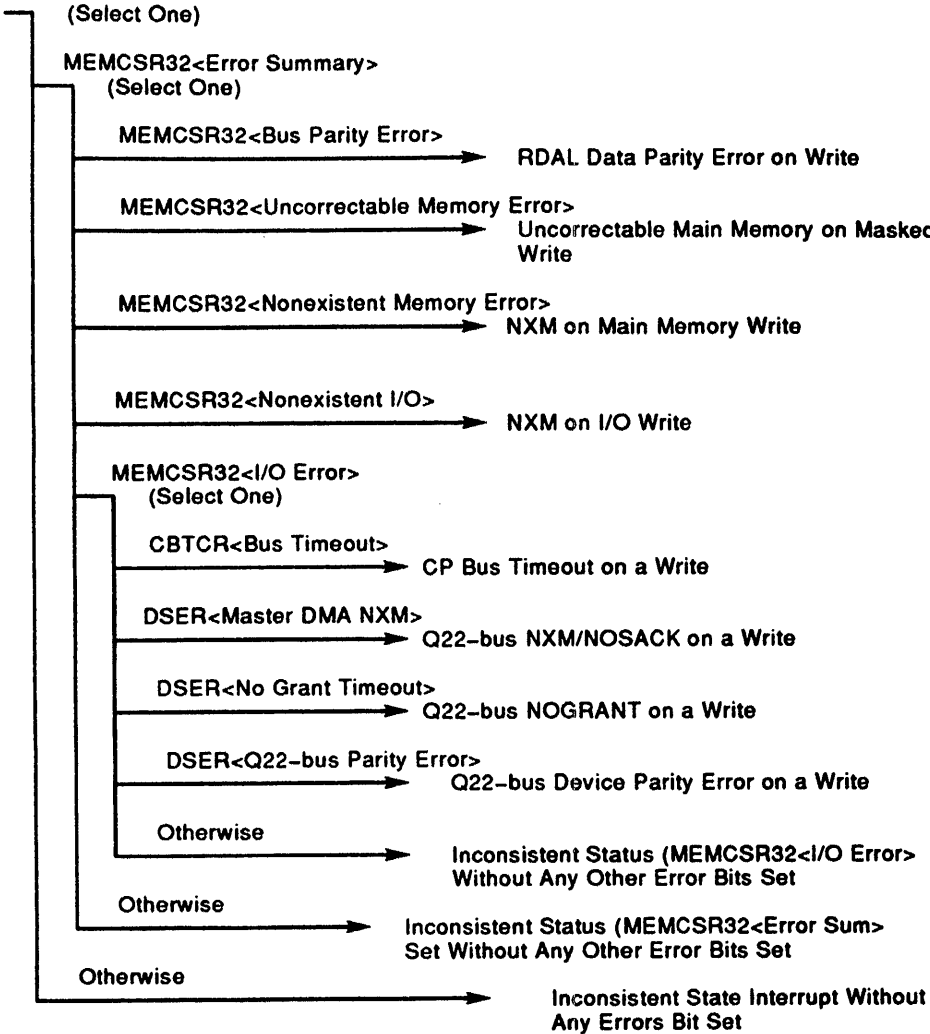 (Select One)
MEMCSR32<Error Summary>
(Select One)
MEMCSR32<Bus Parity Error>
RDAL Data Parity Error on Write
MEMCSR32<Uncorrectable Memory Error>
Uncorrectable Main Memory on Masked
Write
MEMCSR32<Nonexistent Memory Error>
NXM on Main Memory Write
MEMCSR32<Nonexistent I/O>
NXM on I/O Write
MEMCSR32<I/O Error>
(Select One)
CBTCR<Bus Timeout>
CP Bus Timeout on a Write
DSER<Master DMA NXM>
Q22–bus NXM/NOSACK on a Write
DSER<No Grant Timeout>
Q22–bus NOGRANT on a Write
DSER<Q22–bus Parity Error>
Q22–bus Device Parity Error on a Write
Otherwise
Inconsistent Status (MEMCSR32<I/O Error>
Without Any Other Error Bits Set
Otherwise
Inconsistent Status (MEMCSR32<Error Sum>
Set Without Any Other Error Bits Set
Otherwise
Inconsistent State Interrupt Without
Any Errors Bit Set